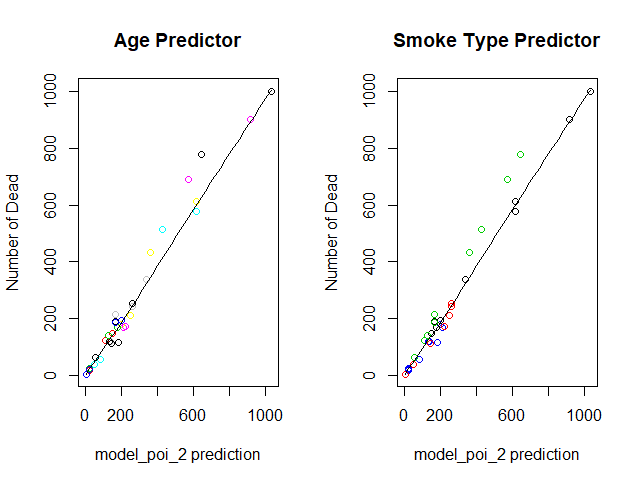 Age Predictor
Number of Dead
0 200 400 600 800 1000
0 200 600 1000
model_poi_2 prediction
Smoke Type Predictor
Number of Dead
0 200 400 600 800 1000
0 200 600 1000
model_poi_2 prediction